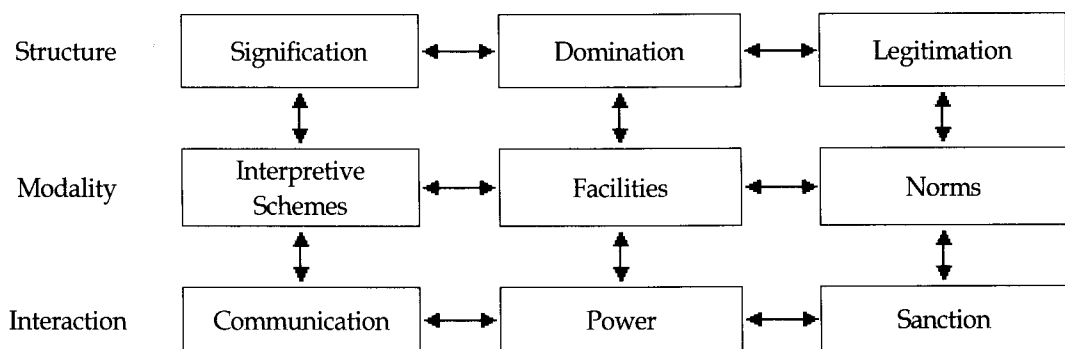 Structure
Signification
Domination
Legitimation
Modality
Interpretive
Schemes
Facilities
Norms
Interaction
Communication
Power
Sanction